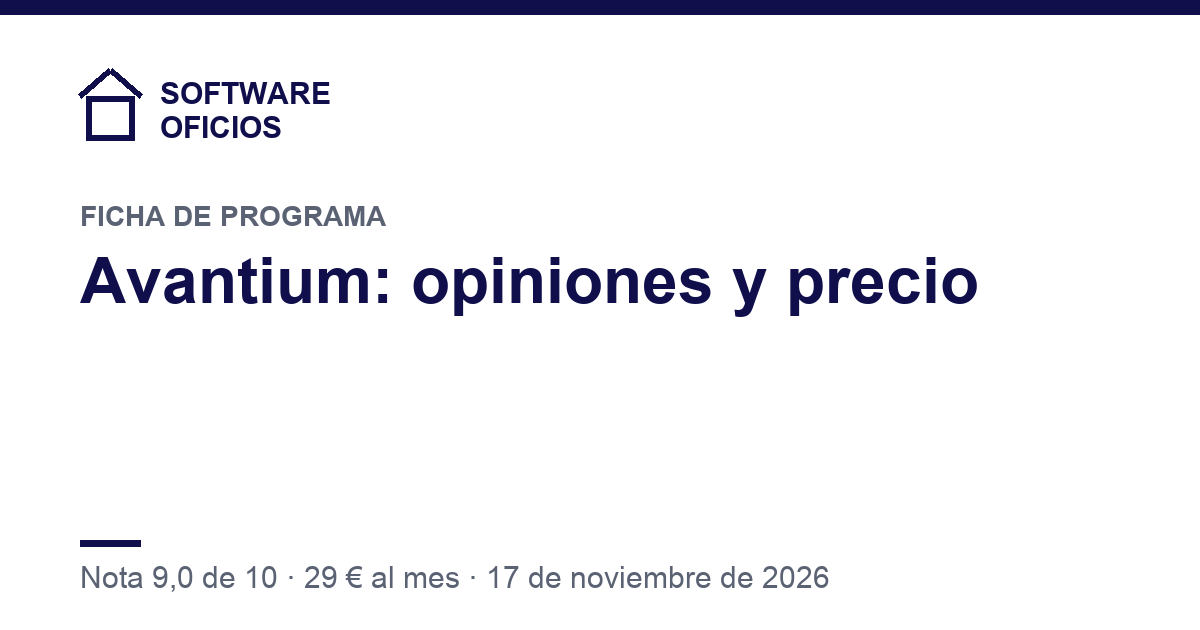 SOFTWARE
OFICIOS
FICHA DE PROGRAMA
Avantium: opiniones y precio
Nota 9,0 de 10 · 29 € al mes · 17 de noviembre de 2026